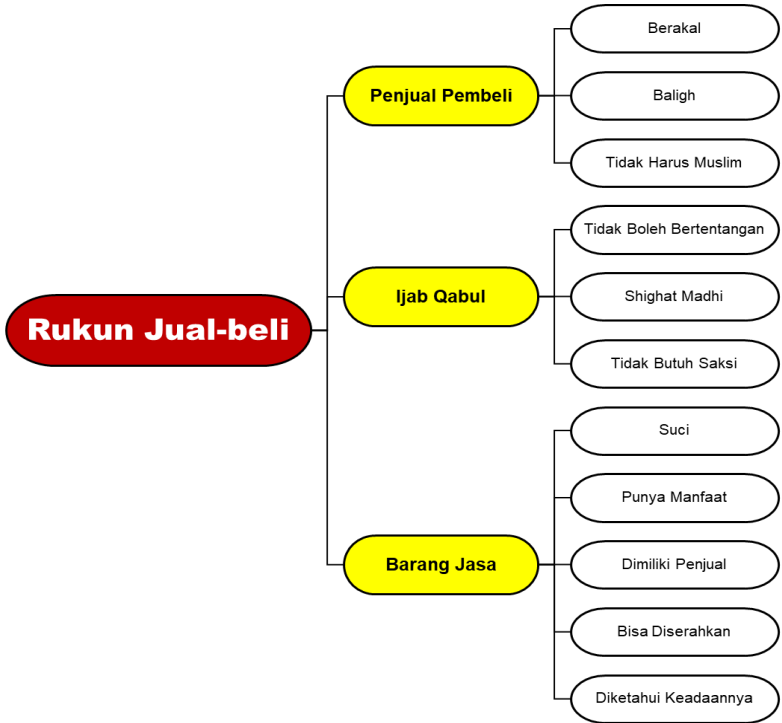 Rukun Jual-beli
Penjual Pembeli
Berakal
Baligh
Tidak Harus Muslim
Ijab Qabul
Tidak Boleh Bertentangan
Shighat Madhi
Tidak Butuh Saksi
Barang Jasa
Suci
Punya Manfaat
Dimiliki Penjual
Bisa Diserahkan
Diketahui Keadaannya